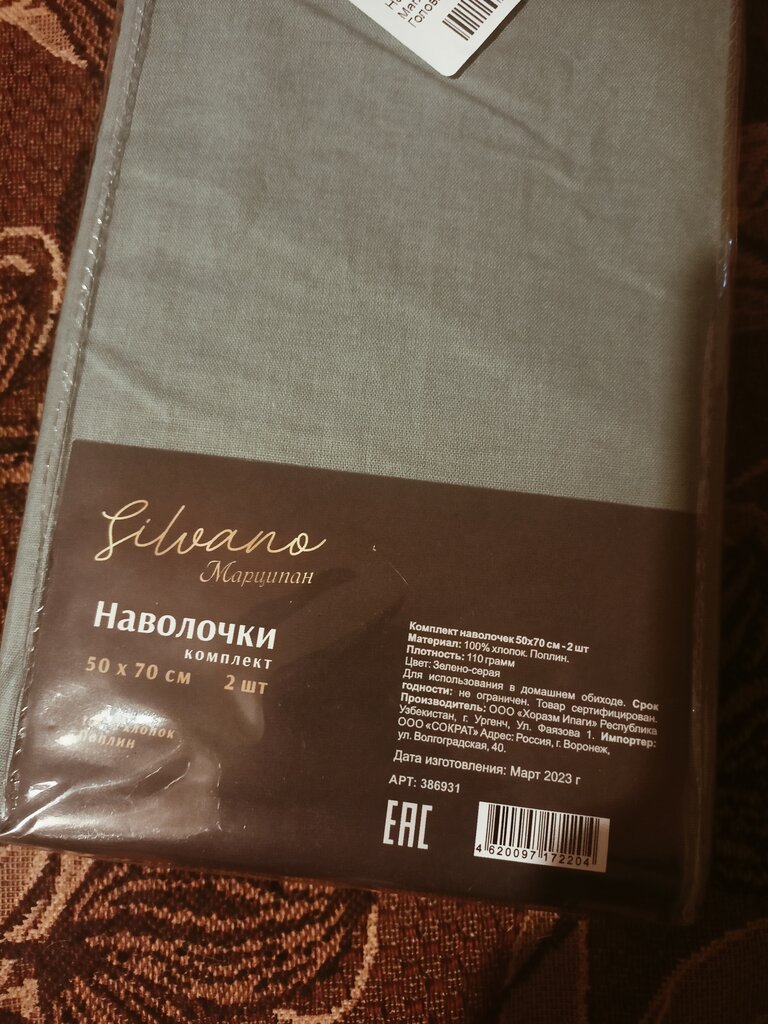 Silvano
Марципан
Наволочки
комплект
50 х 70 см 2 шт
хлопок
поплин
Комплект наволочек 50х70 см - 2 шт
Материал: 100% хлопок. Поплин.
Плотность: 110 грамм
Цвет: Зелено-серая
Для использования в домашнем обиходе. Срок
годности: не ограничен. Товар сертифицирован.
Производитель: ООО «Хоразм Ипаги» Республика
Узбекистан, г. Ургенч, Ул. Фаязова 1. Импортер:
ООО «СОКРАТ» Адрес: Россия, г. Воронеж,
ул. Волгоградская, 40.
Дата изготовления: Март 2023 г
АРТ: 386931
EAC
4 620097 172204